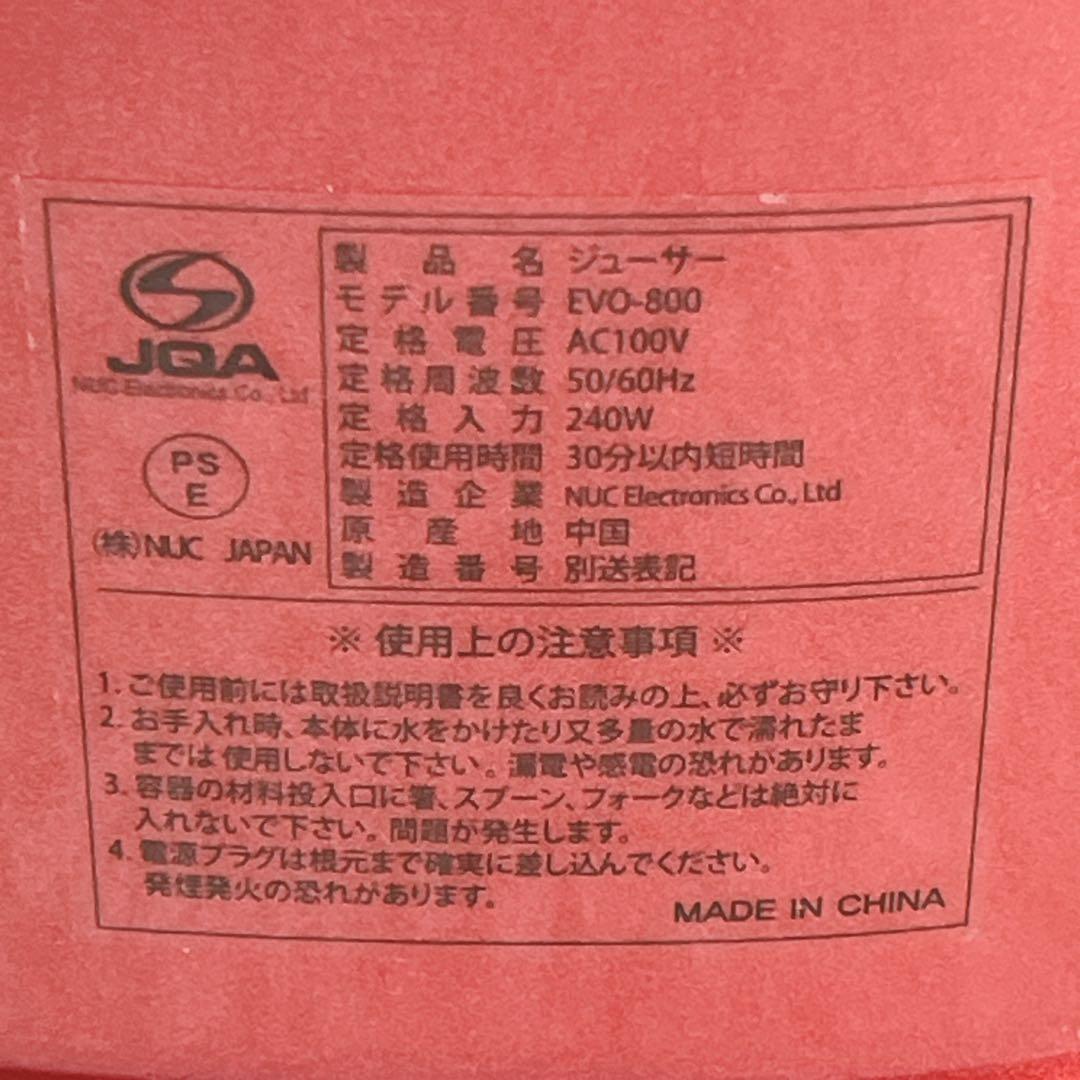 JQA
NUC Electronics Co., Ltd
PS
E
(株)NUC JAPAN
製品名 ジューサー
モデル番号 EVO-800
定格電圧 AC100V
定格周波数 50/60Hz
定格入力 240W
定格使用時間 30分以内短時間
製造企業 NUC Electronics Co., Ltd
原産地 中国
製造番号 別送表記
※ 使用上の注意事項 ※
1. ご使用前には取扱説明書を良くお読みの上、必ずお守り下さい。
2. お手入れ時、本体に水をかけたり又多量の水で濡れたま
までは 使用しないで下さい。漏電や感電の恐れがあります。
3. 容器の材料投入口に箸、スプーン、フォークなどは絶対に
入れないで下さい。問題が発生します。
4. 電源プラグは根元まで確実に差し込んでください。
発煙発火の恐れがあります。
MADE IN CHINA